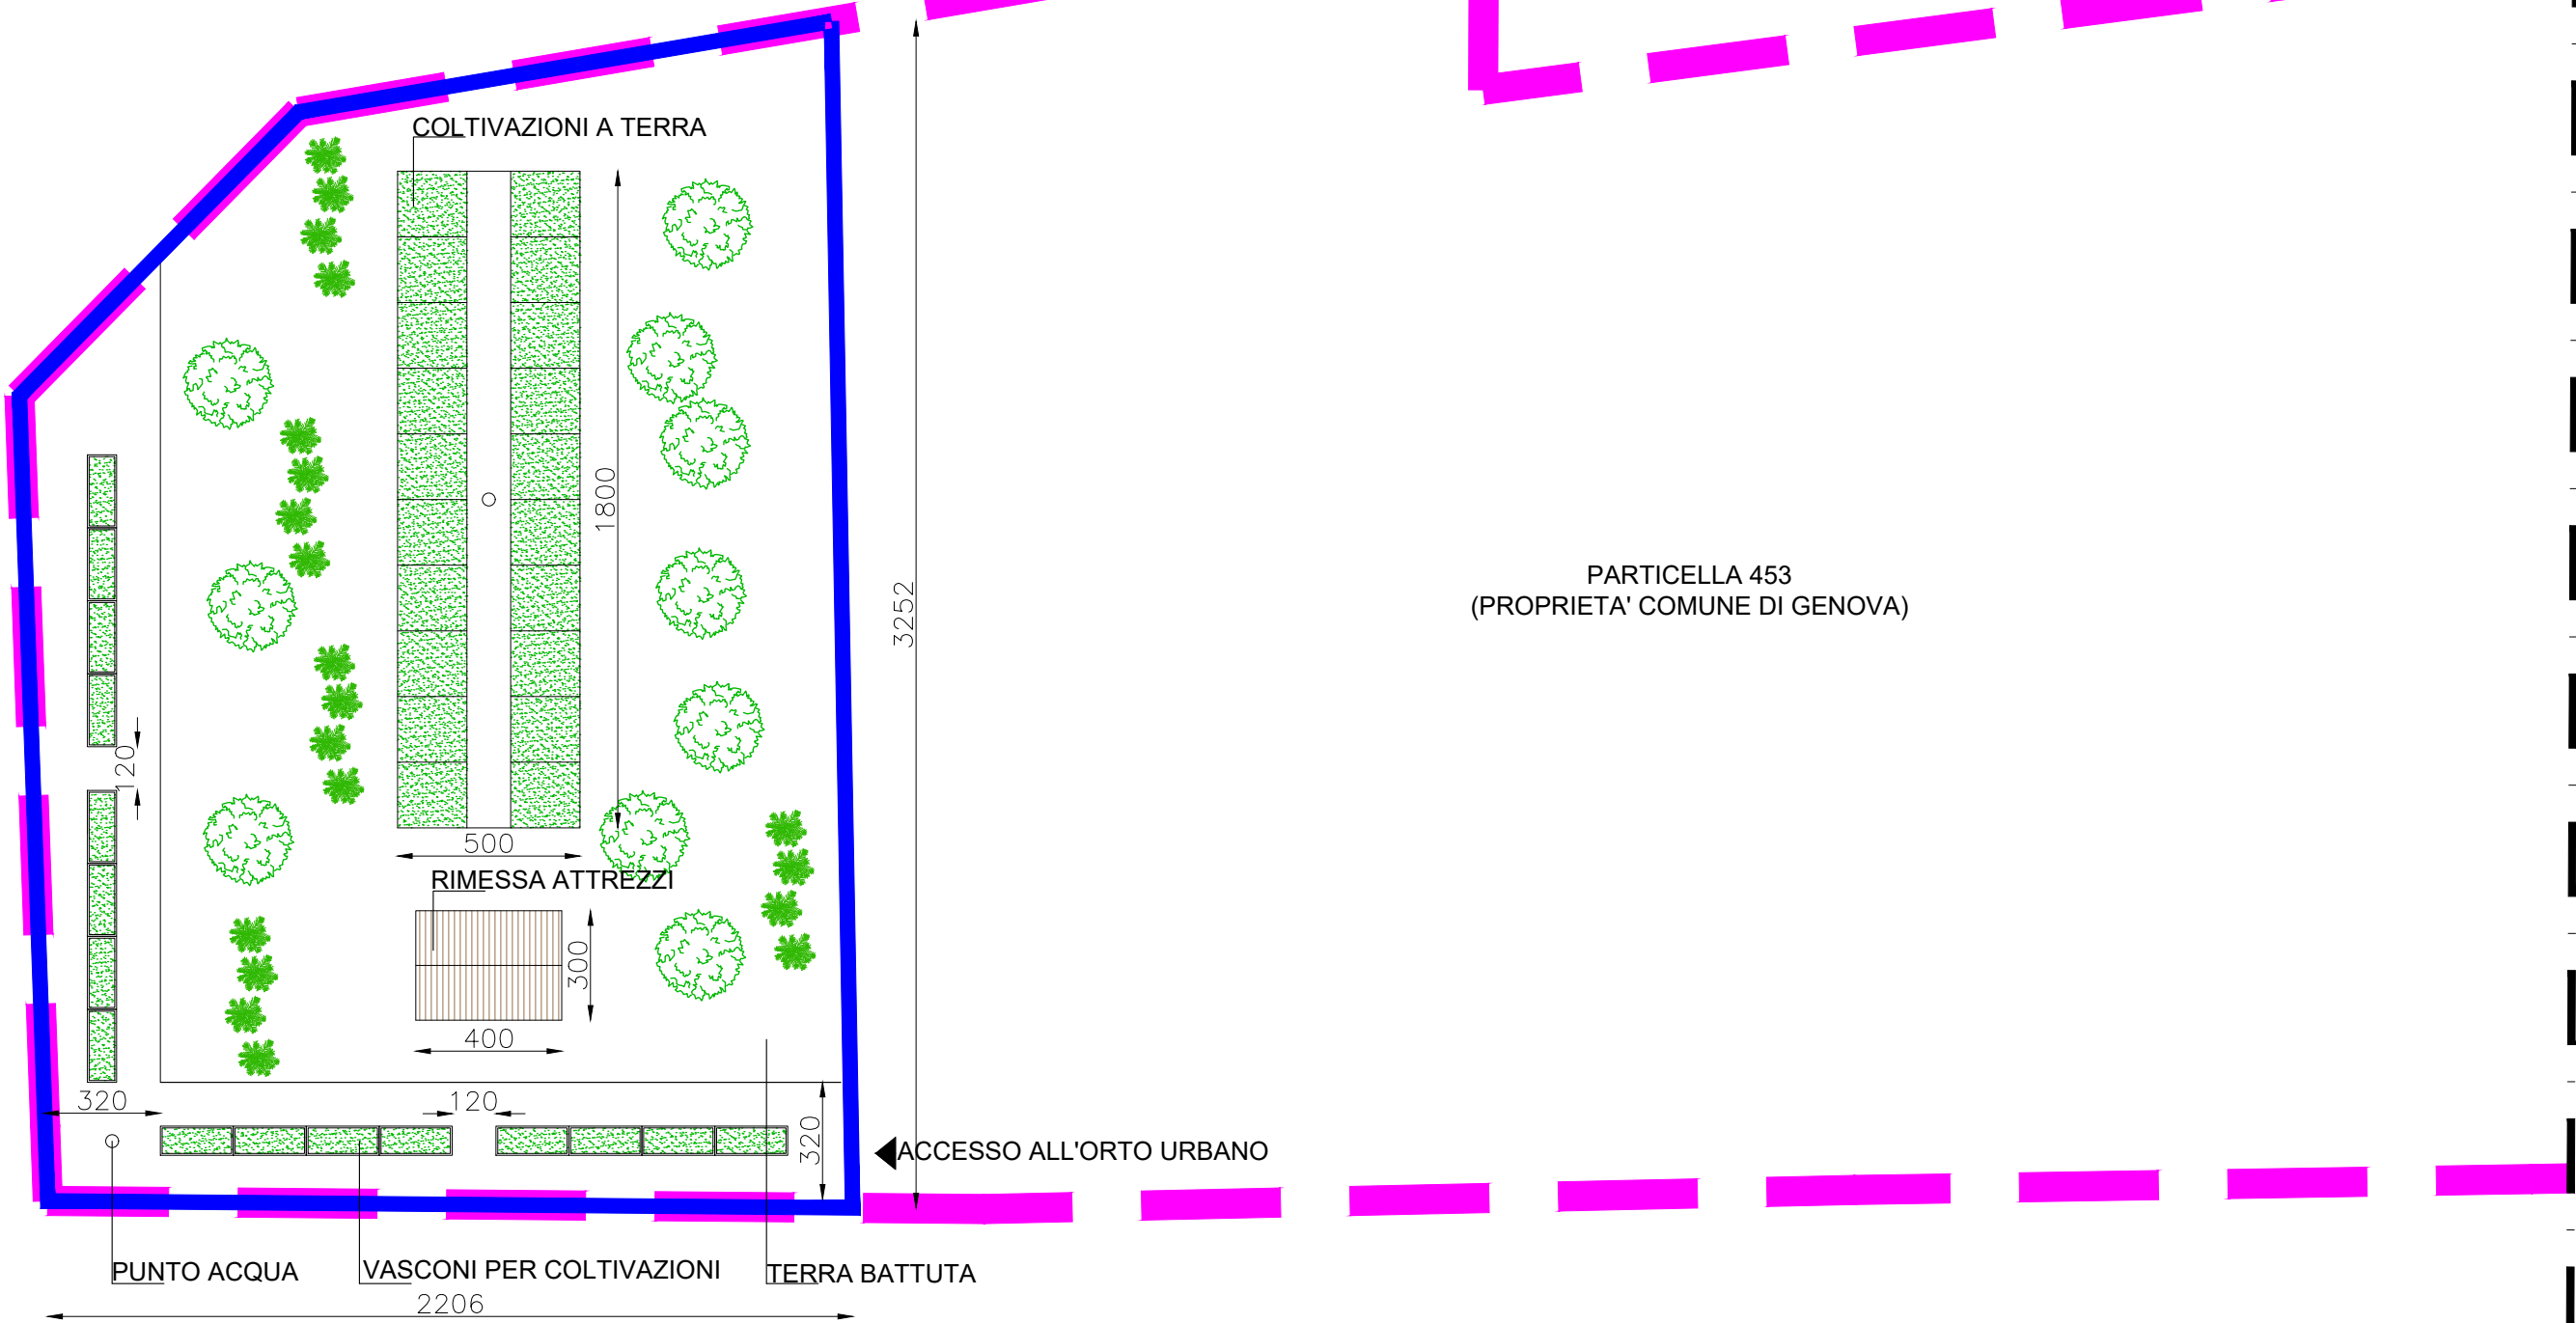 COLTIVAZIONI A TERRA
1800
3252
PARTICELLA 453
(PROPRIETA' COMUNE DI GENOVA)
120
500
RIMESSA ATTREZZI
300
400
320
120
320
ACCESSO ALL'ORTO URBANO
PUNTO ACQUA
VASCONI PER COLTIVAZIONI
TERRA BATTUTA
2206